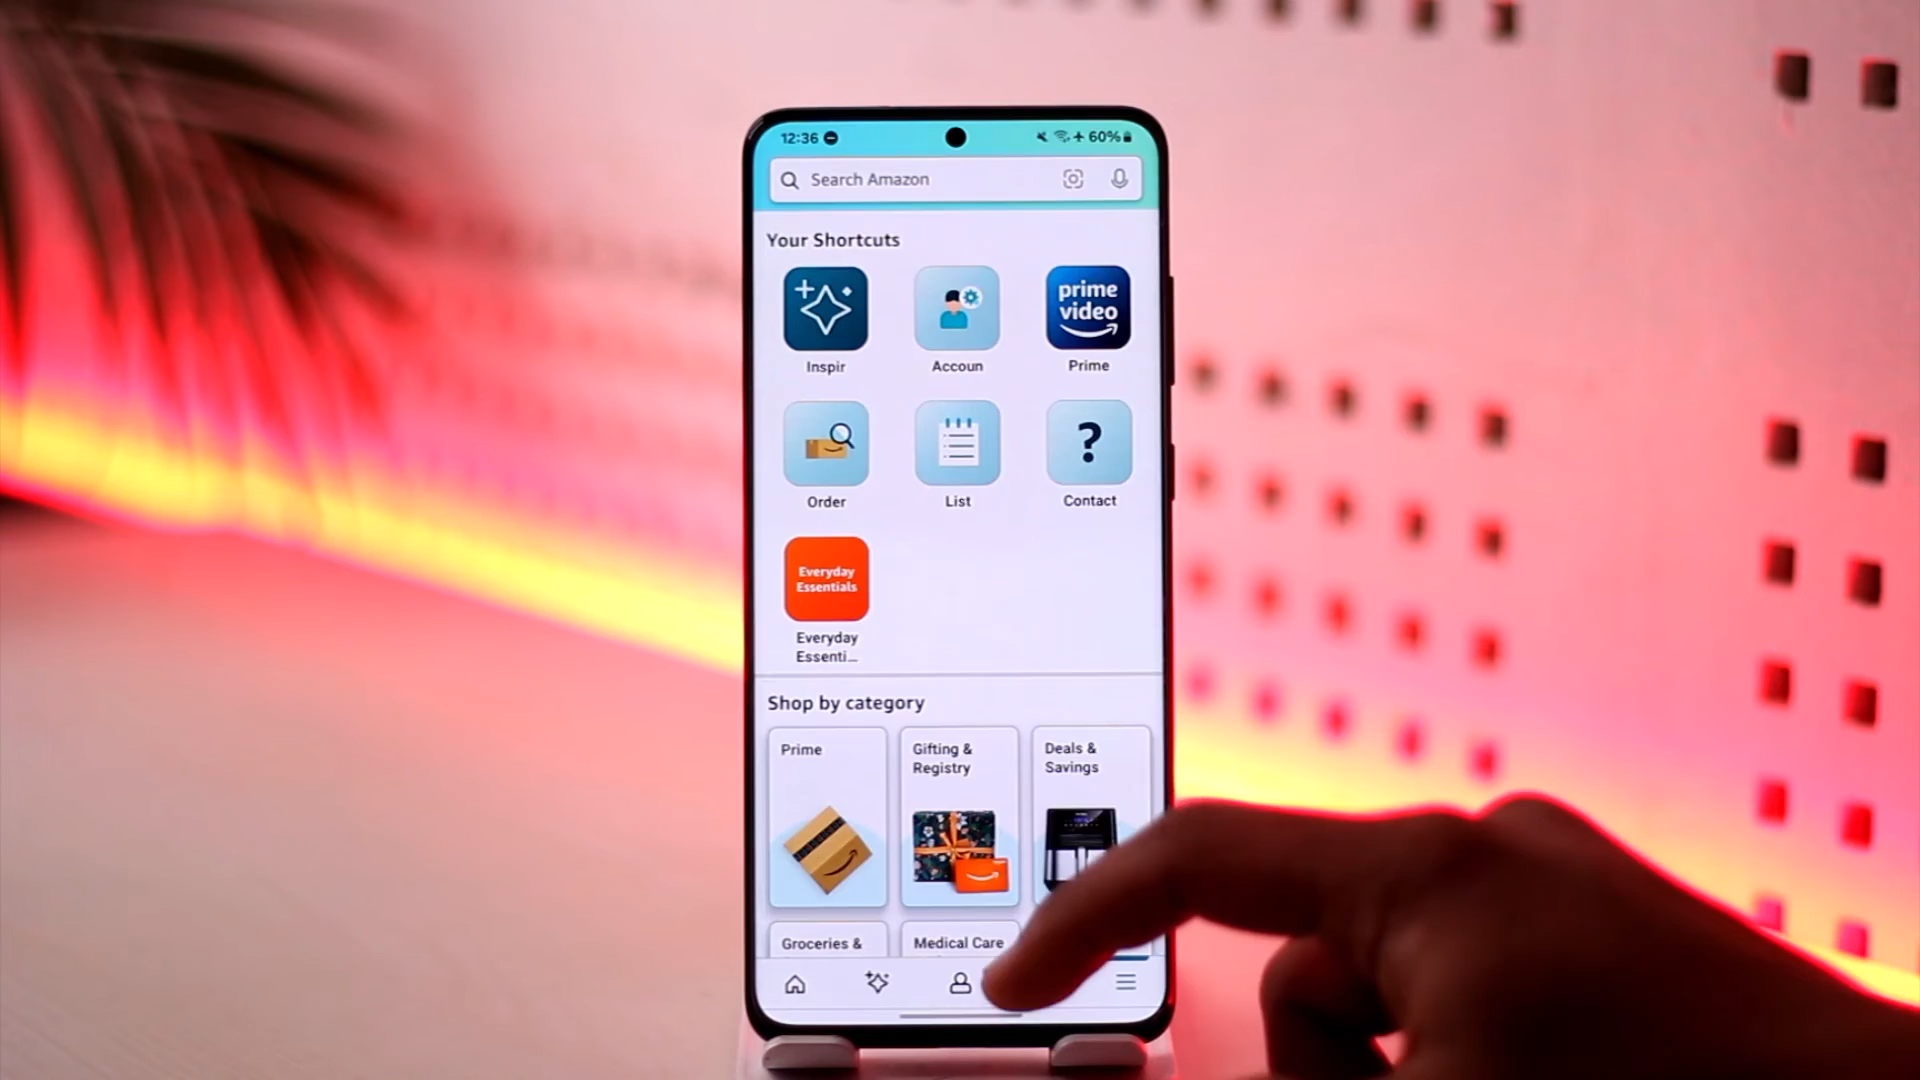 12:36
60%
Search Amazon
Your Shortcuts
Inspir
Accoun
prime
video
Prime
Order
List
?
Contact
Everyday
Essentials
Everyday
Essenti...
Shop by category
Prime
Gifting &
Registry
Deals &
Savings
Groceries &
Medical Care